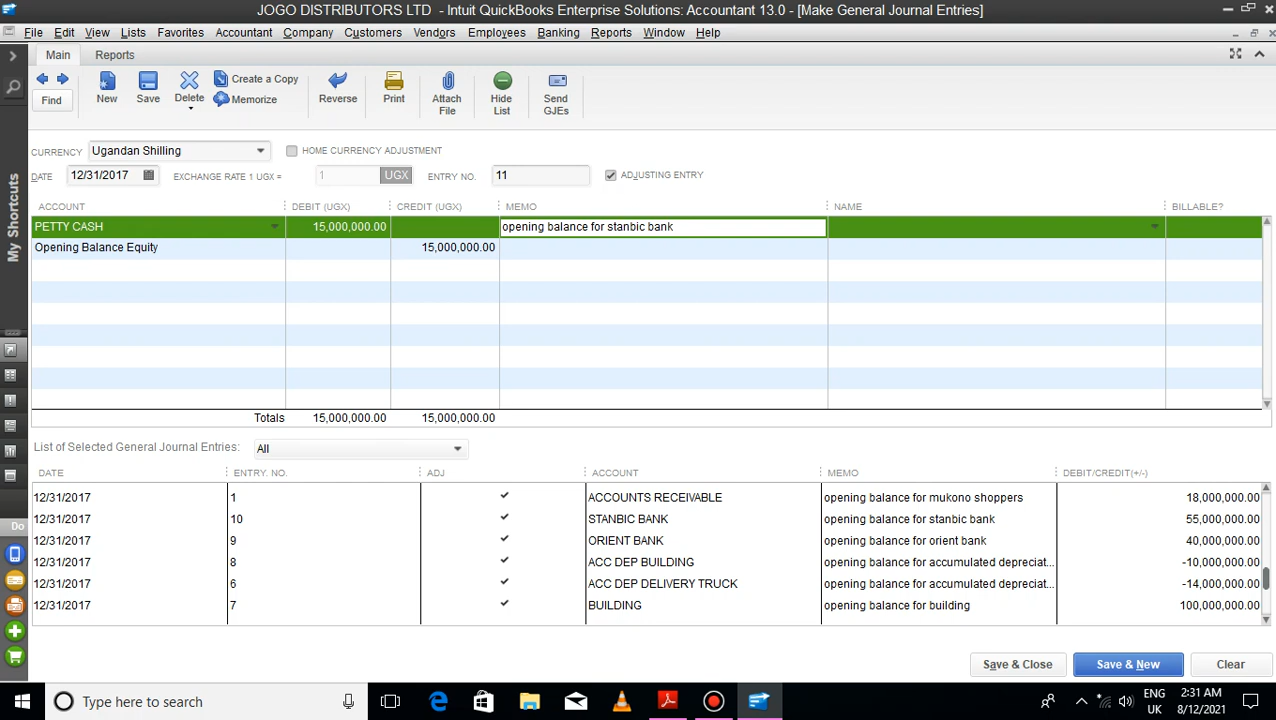 JOGO DISTRIBUTORS LTD - Intuit QuickBooks Enterprise Solutions: Accountant 13.0 - [Make General Journal Entries]
File Edit View Lists Favorites Accountant Company Customers Vendors Employees Banking Reports Window Help
Main Reports
Find New Save Delete Create a Copy Memorize Reverse Print Attach File Hide List Send GJEs
CURRENCY Ugandan Shilling HOME CURRENCY ADJUSTMENT
DATE 12/31/2017 EXCHANGE RATE 1 UGX = 1 UGX ENTRY NO. 11 ADJUSTING ENTRY
ACCOUNT DEBIT (UGX) CREDIT (UGX) MEMO NAME BILLABLE?
PETTY CASH 15,000,000.00 opening balance for stanbic bank
Opening Balance Equity 15,000,000.00
Totals 15,000,000.00 15,000,000.00
List of Selected General Journal Entries: All
DATE ENTRY. NO. ADJ ACCOUNT MEMO DEBIT/CREDIT(+/-)
12/31/2017 1 ACCOUNTS RECEIVABLE opening balance for mukono shoppers 18,000,000.00
12/31/2017 10 STANBIC BANK opening balance for stanbic bank 55,000,000.00
12/31/2017 9 ORIENT BANK opening balance for orient bank 40,000,000.00
12/31/2017 8 ACC DEP BUILDING opening balance for accumulated depreciat... -10,000,000.00
12/31/2017 6 ACC DEP DELIVERY TRUCK opening balance for accumulated depreciat... -14,000,000.00
12/31/2017 7 BUILDING opening balance for building 100,000,000.00
Save & Close Save & New Clear
My Shortcuts
Do
Type here to search
ENG
UK
2:31 AM
8/12/2021